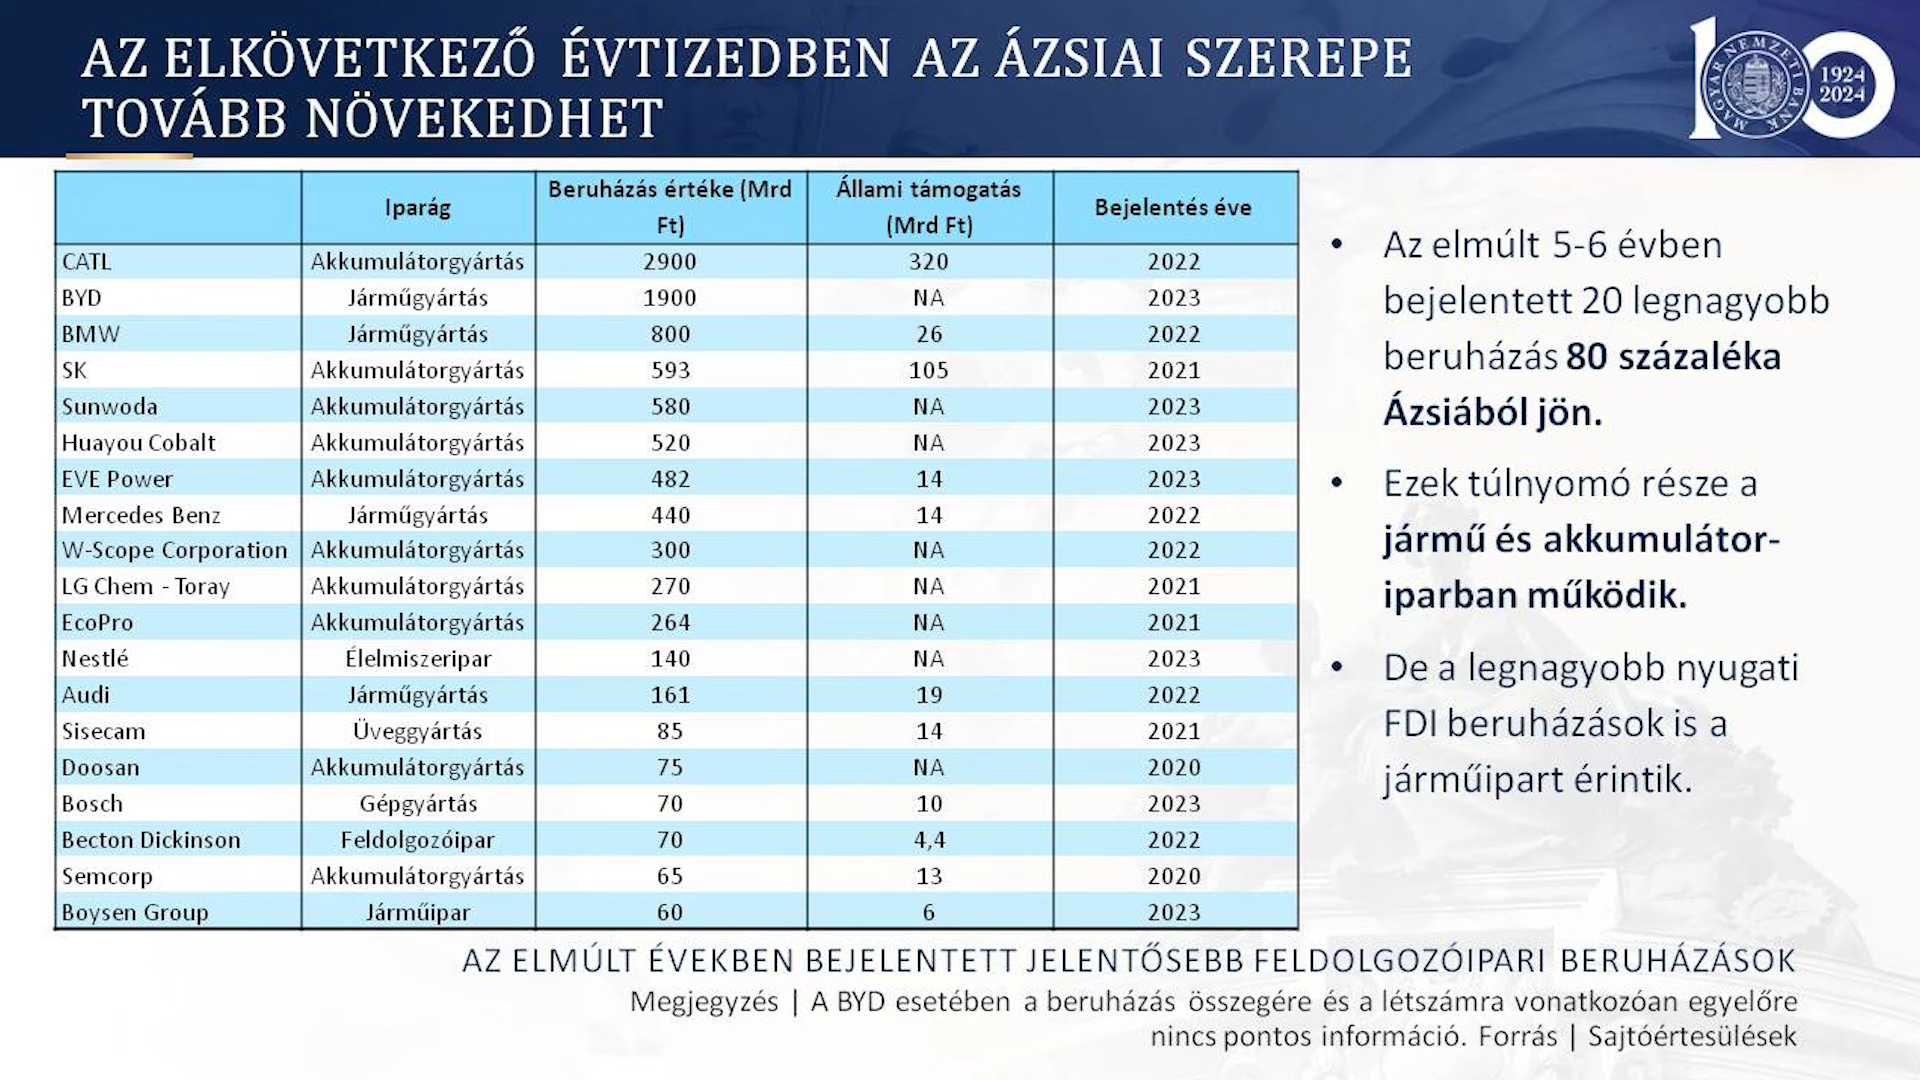 AZ ELKÖVETKEZŐ ÉVTIZEDBEN AZ ÁZSIAI SZEREPE
TOVÁBB NÖVEKEDHET
MAGYAR NEMZETI BANK
1924
2024
Iparág | Beruházás értéke (Mrd Ft) | Állami támogatás (Mrd Ft) | Bejelentés éve
CATL Akkumulátorgyártás 2900 320 2022
BYD Járműgyártás 1900 NA 2023
BMW Járműgyártás 800 26 2022
SK Akkumulátorgyártás 593 105 2021
Sunwoda Akkumulátorgyártás 580 NA 2023
Huayou Cobalt Akkumulátorgyártás 520 NA 2023
EVE Power Akkumulátorgyártás 482 14 2023
Mercedes Benz Járműgyártás 440 14 2022
W-Scope Corporation Akkumulátorgyártás 300 NA 2022
LG Chem - Toray Akkumulátorgyártás 270 NA 2021
EcoPro Akkumulátorgyártás 264 NA 2021
Nestlé Élelmiszeripar 140 NA 2023
Audi Járműgyártás 161 19 2022
Sisecam Üveggyártás 85 14 2021
Doosan Akkumulátorgyártás 75 NA 2020
Bosch Gépgyártás 70 10 2023
Becton Dickinson Feldolgozóipar 70 4,4 2022
Semcorp Akkumulátorgyártás 65 13 2020
Boysen Group Járműipar 60 6 2023
• Az elmúlt 5-6 évben
bejelentett 20 legnagyobb
beruházás 80 százaléka
Ázsiából jön.
• Ezek túlnyomó része a
jármű és akkumulátor-
iparban működik.
• De a legnagyobb nyugati
FDI beruházások is a
járműipart érintik.
AZ ELMÚLT ÉVEKBEN BEJELENTETT JELENTŐSEBB FELDOLGOZÓIPARI BERUHÁZÁSOK
Megjegyzés | A BYD esetében a beruházás összegére és a létszámra vonatkozóan egyelőre
nincs pontos információ. Forrás | Sajtóértesülések